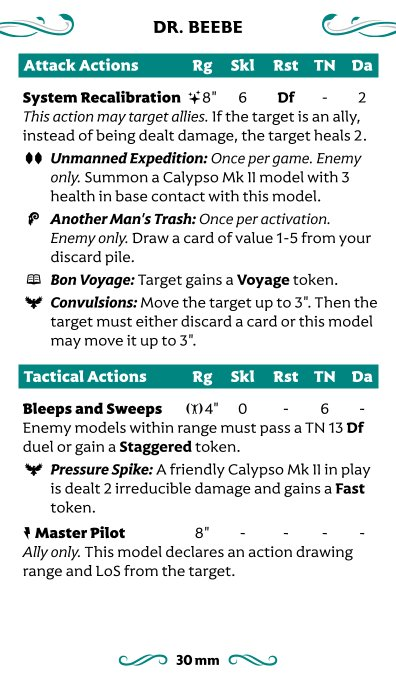 DR. BEEBE
Attack Actions Rg Skl Rst TN Da
System Recalibration 8" 6 Df - 2
This action may target allies. If the target is an ally,
instead of being dealt damage, the target heals 2.
Unmanned Expedition: Once per game. Enemy
only. Summon a Calypso Mk II model with 3
health in base contact with this model.
Another Man's Trash: Once per activation.
Enemy only. Draw a card of value 1-5 from your
discard pile.
Bon Voyage: Target gains a Voyage token.
Convulsions: Move the target up to 3". Then the
target must either discard a card or this model
may move it up to 3".
Tactical Actions Rg Skl Rst TN Da
Bleeps and Sweeps 4" 0 - 6 -
Enemy models within range must pass a TN 13 Df
duel or gain a Staggered token.
Pressure Spike: A friendly Calypso Mk II in play
is dealt 2 irreducible damage and gains a Fast
token.
Master Pilot 8" - - - -
Ally only. This model declares an action drawing
range and LoS from the target.
30 mm